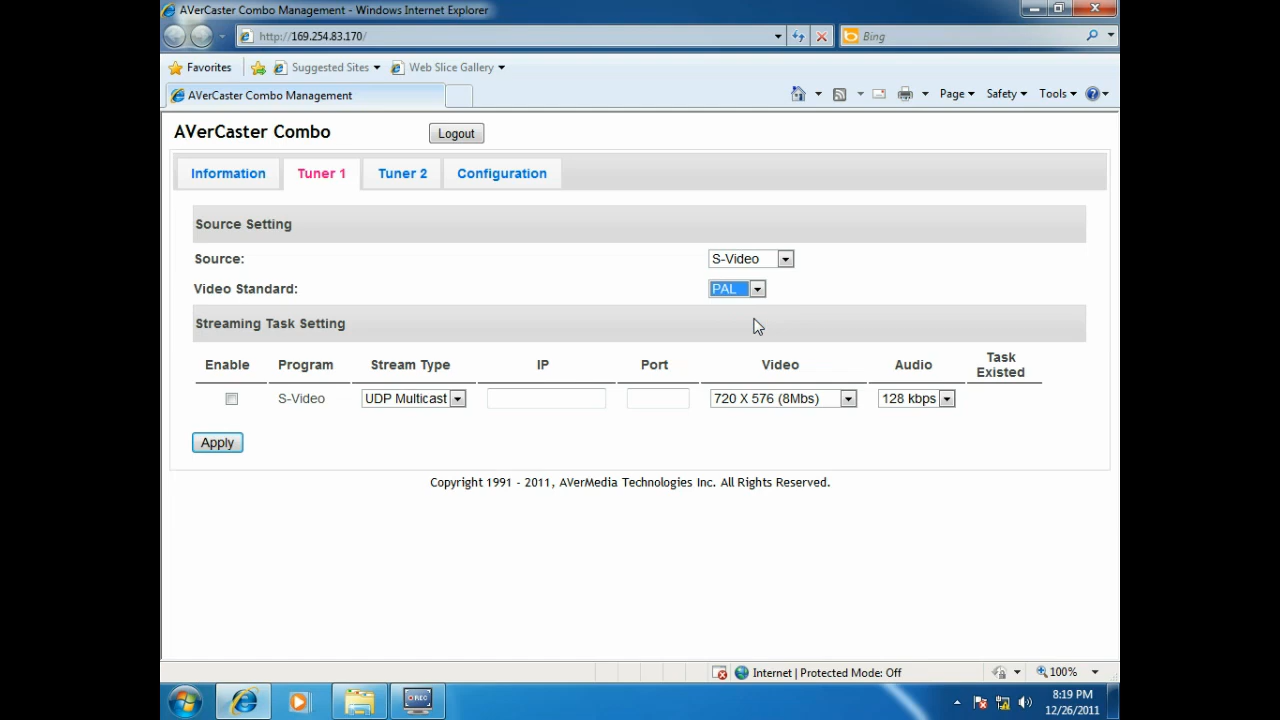 AVerCaster Combo Management - Windows Internet Explorer
http://169.254.83.170/
Bing
Favorites Suggested Sites Web Slice Gallery
AVerCaster Combo Management Page Safety Tools
AVerCaster Combo Logout
Information Tuner 1 Tuner 2 Configuration
Source Setting
Source: S-Video
Video Standard: PAL
Streaming Task Setting
Enable Program Stream Type IP Port Video Audio Task Existed
S-Video UDP Multicast 720 X 576 (8Mbs) 128 kbps
Apply
Copyright 1991 - 2011, AVerMedia Technologies Inc. All Rights Reserved.
Internet | Protected Mode: Off 100%
REC
8:19 PM
12/26/2011